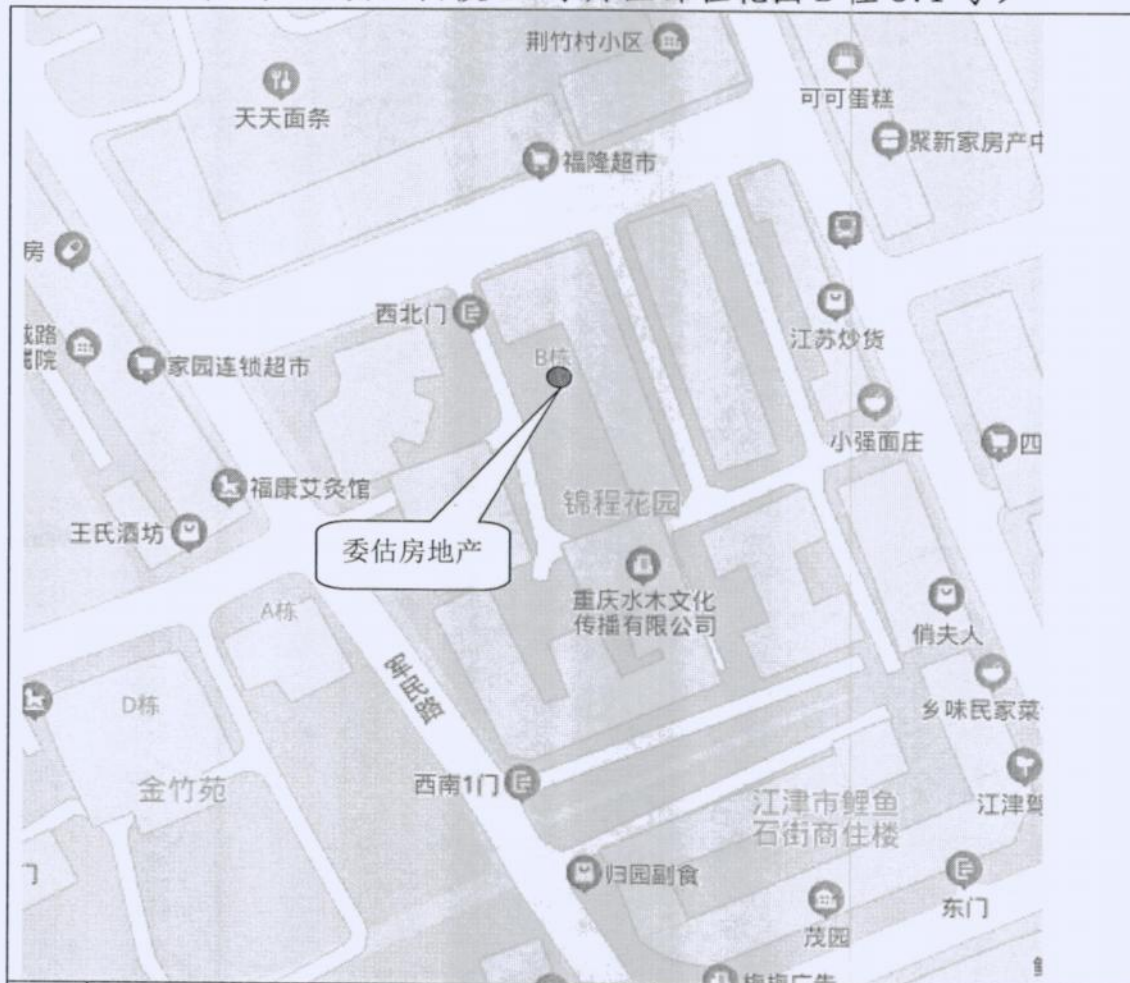 荆竹村小区
可可蛋糕
天天面条
聚新家房产中
福隆超市
房
西北门
江苏炒货
家园连锁超市
B栋
小强面庄
四
福康艾灸馆
锦程花园
王氏酒坊
委估房地产
重庆水木文化
传播有限公司
A栋
俏夫人
军民路
D栋
乡味民家菜
金竹苑
西南1门
江津市鲤鱼
石街商住楼
江津驾
归园副食
东门
茂园